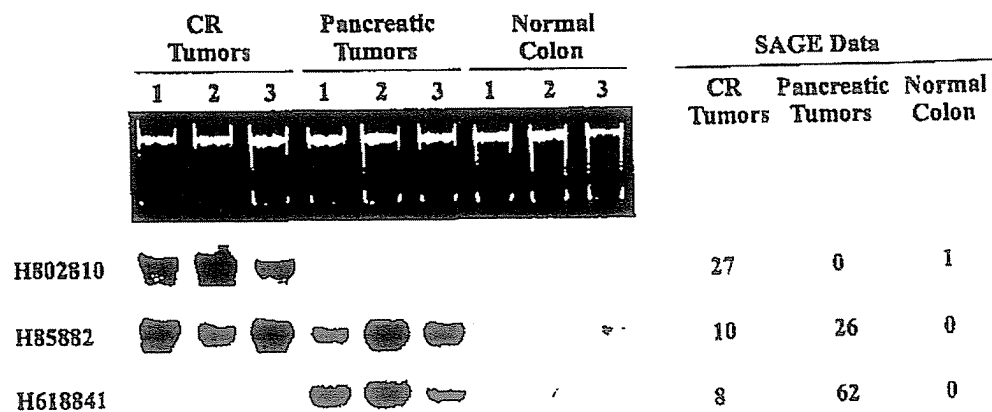 CR Tumors
Pancreatic Tumors
Normal Colon
SAGE Data
1 2 3 1 2 3 1 2 3
CR Tumors
Pancreatic Tumors
Normal Colon
H802810 27 0 1
H85882 10 26 0
H618841 8 62 0